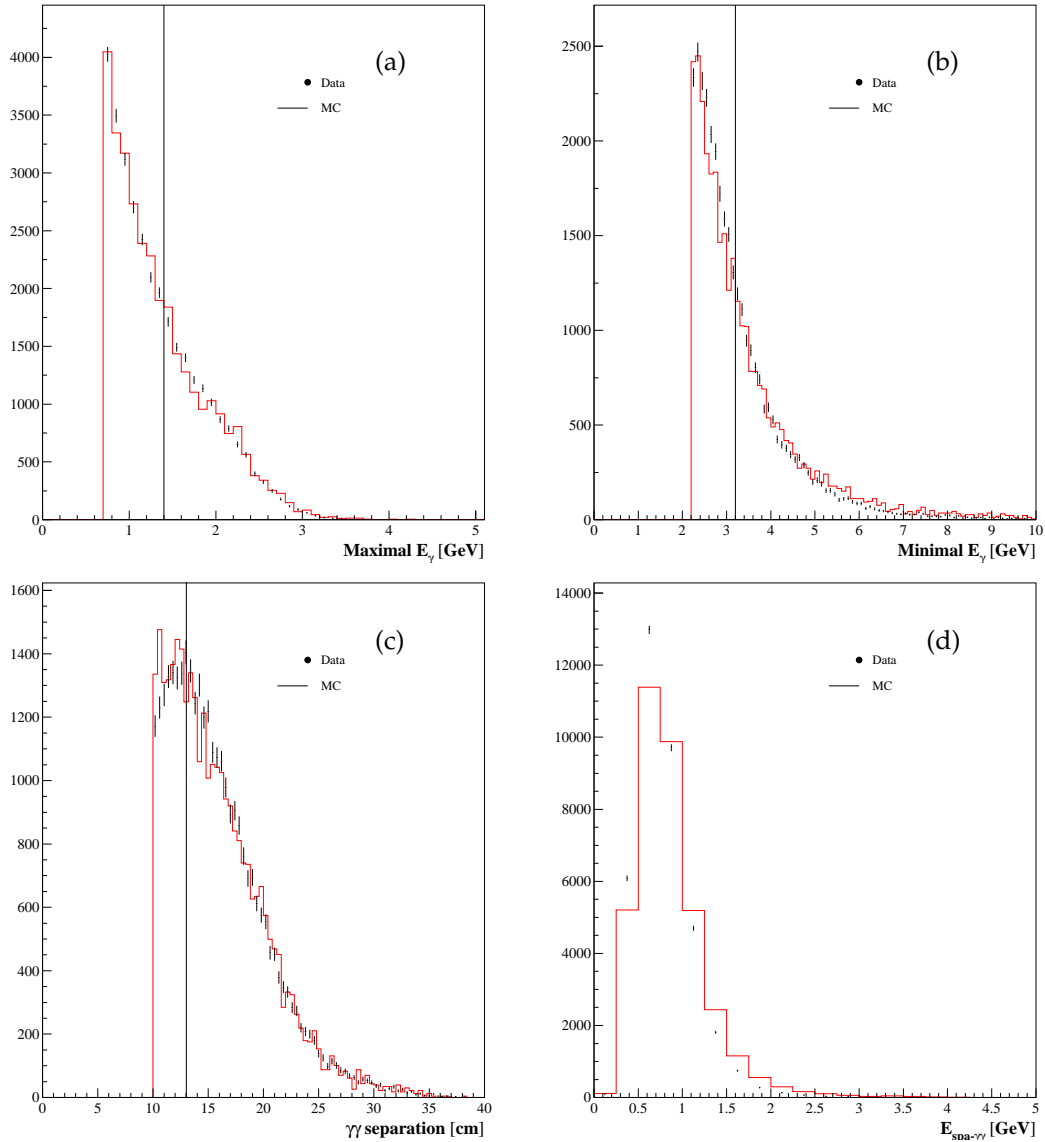 (a)
Data
MC
4000
3500
3000
2500
2000
1500
1000
500
0
0 1 2 3 4 5
Maximal Eγ [GeV]
(b)
Data
MC
2500
2000
1500
1000
500
0
0 1 2 3 4 5 6 7 8 9 10
Minimal Eγ [GeV]
(c)
Data
MC
1600
1400
1200
1000
800
600
400
200
0
0 5 10 15 20 25 30 35 40
γγ separation [cm]
(d)
Data
MC
14000
12000
10000
8000
6000
4000
2000
0
0 0.5 1 1.5 2 2.5 3 3.5 4 4.5 5
Espa-γγ [GeV]